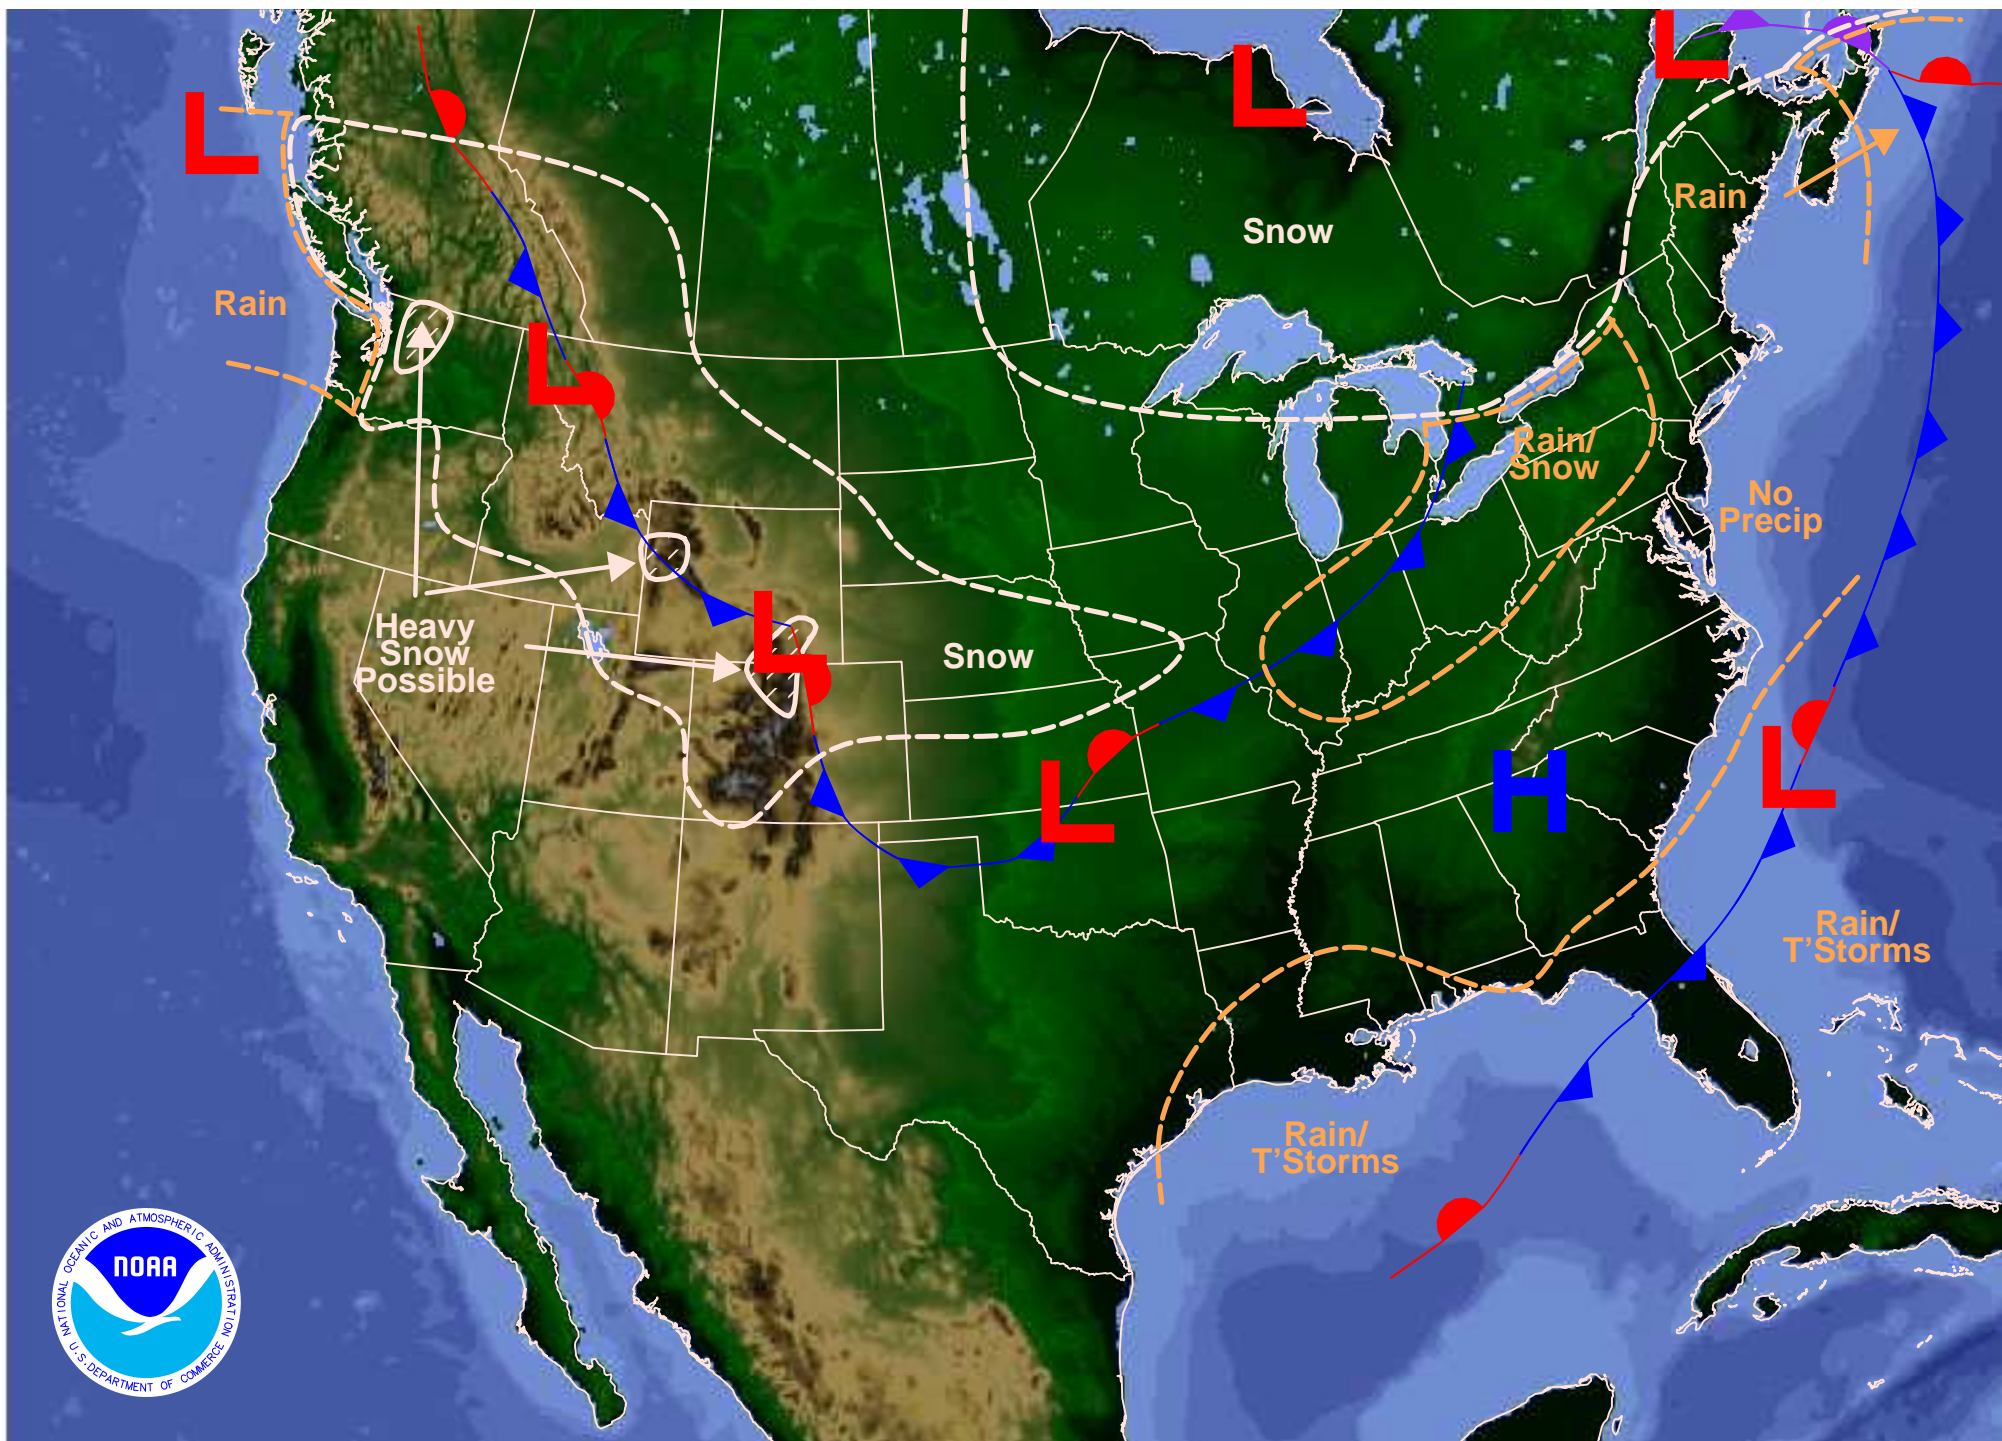 L
L
L
Rain
Snow
Rain
L
Rain/
Snow
No
Precip
L
Heavy
Snow
Possible
Snow
L
H
L
Rain/
T'Storms
Rain/
T'Storms
NATIONAL OCEANIC AND ATMOSPHERIC ADMINISTRATION
NOAA
U.S. DEPARTMENT OF COMMERCE